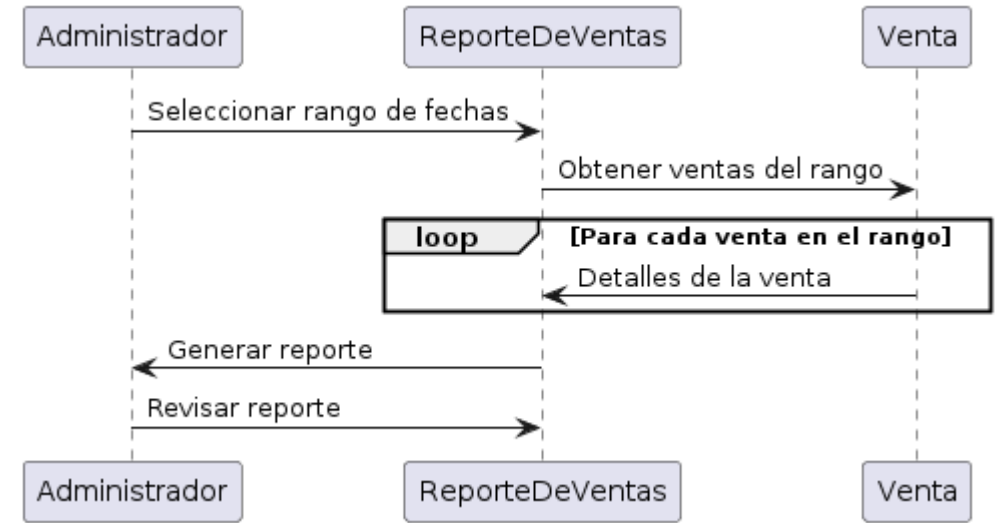 Administrador
ReporteDeVentas
Venta
Seleccionar rango de fechas
Obtener ventas del rango
loop
[Para cada venta en el rango]
Detalles de la venta
Generar reporte
Revisar reporte
Administrador
ReporteDeVentas
Venta